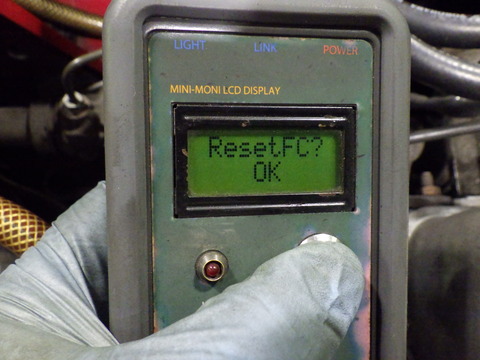 LIGHT LINK POWER
MINI-MONI LCD DISPLAY
ResetFC?
OK